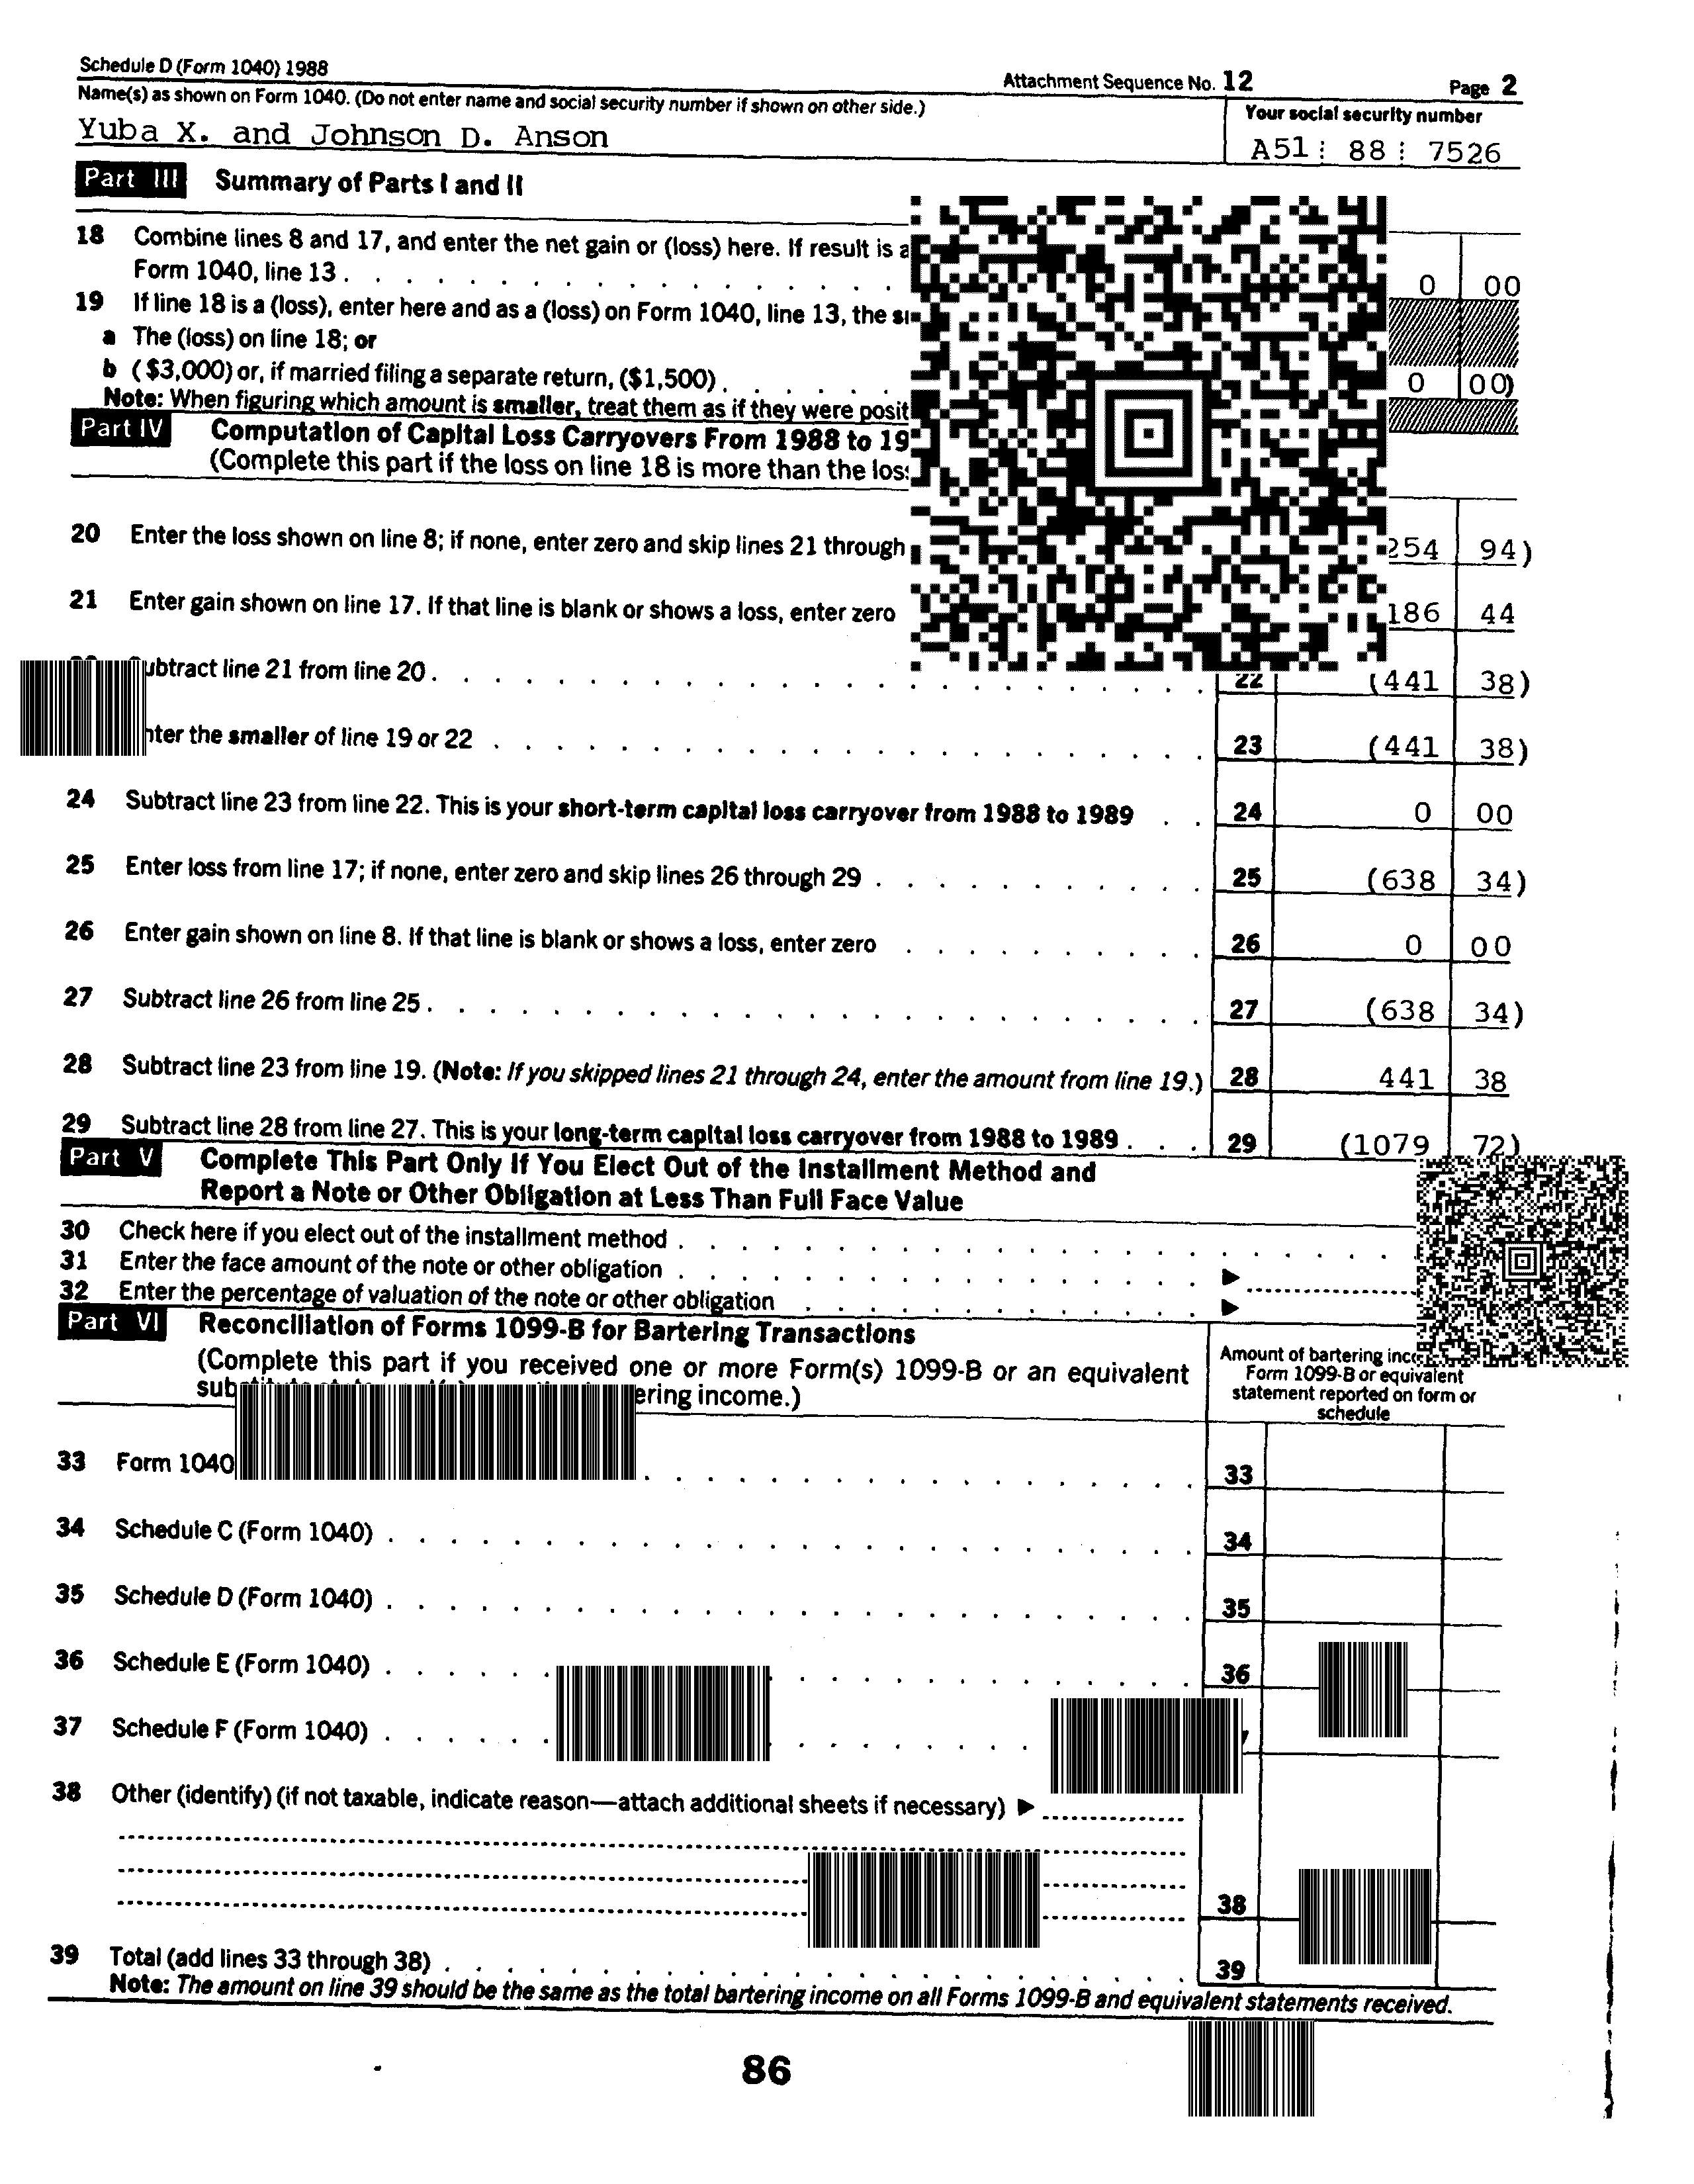 Schedule D (Form 1040) 1988 Attachment Sequence No. 12 Page 2
Name(s) as shown on Form 1040. (Do not enter name and social security number if shown on other side.) Your social security number
Yuba X. and Johnson D. Anson A51 88 7526
Part III Summary of Parts I and II
18 Combine lines 8 and 17, and enter the net gain or (loss) here. If result is a
Form 1040, line 13 0 00
19 If line 18 is a (loss), enter here and as a (loss) on Form 1040, line 13, the
a The (loss) on line 18; or
b ($3,000) or, if married filing a separate return, ($1,500) 0 00)
Note: When figuring which amount is smaller, treat them as if they were
Part IV Computation of Capital Loss Carryovers From 1988 to
(Complete this part if the loss on line 18 is more than the
20 Enter the loss shown on line 8; if none, enter zero and skip lines 21 through 254 94)
21 Enter gain shown on line 17. If that line is blank or shows a loss, enter zero 186 44
line 21 from line 20 22 (441 38)
the smaller of line 19 or 22 23 (441 38)
24 Subtract line 23 from line 22. This is your short-term capital loss carryover from 1988 to 1989 24 0 00
25 Enter loss from line 17; if none, enter zero and skip lines 26 through 29 25 (638 34)
26 Enter gain shown on line 8. If that line is blank or shows a loss, enter zero 26 0 00
27 Subtract line 26 from line 25 27 (638 34)
28 Subtract line 23 from line 19. (Note: If you skipped lines 21 through 24, enter the amount from line 19.) 28 441 38
29 Subtract line 28 from line 27. This is your long-term capital loss carryover from 1988 to 1989 29 (1079 72)
Part V Complete This Part Only If You Elect Out of the Installment Method and
Report a Note or Other Obligation at Less Than Full Face Value
30 Check here if you elect out of the installment method
31 Enter the face amount of the note or other obligation
32 Enter the percentage of valuation of the note or other obligation
Part VI Reconciliation of Forms 1099-B for Bartering Transactions
(Complete this part if you received one or more Form(s) 1099-B or an equivalent
income.)
Amount of bartering
Form 1099-B or equivalent
statement reported on form or
schedule
33 Form 1040 33
34 Schedule C (Form 1040) 34
35 Schedule D (Form 1040) 35
36 Schedule E (Form 1040) 36
37 Schedule F (Form 1040)
38 Other (identify) (if not taxable, indicate reason—attach additional sheets if necessary) ▶
38
39 Total (add lines 33 through 38) 39
Note: The amount on line 39 should be the same as the total bartering income on all Forms 1099-B and equivalent statements received.
86